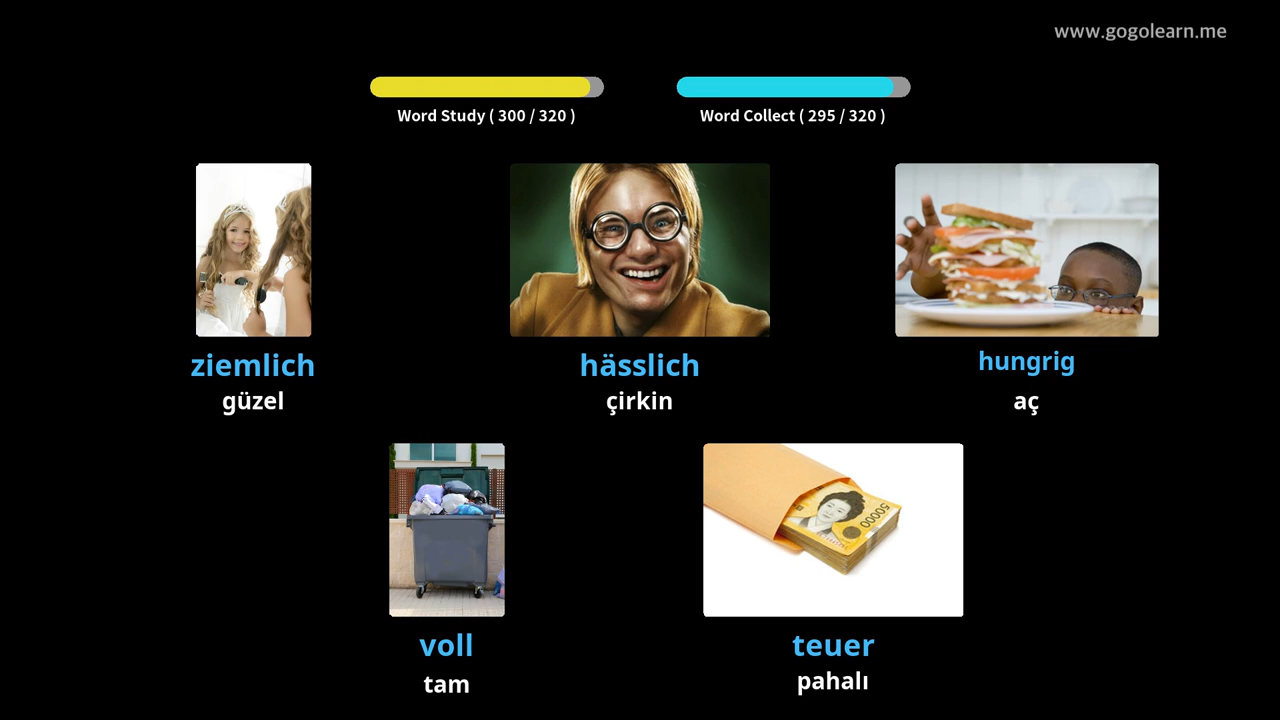 www.gogolearn.me
Word Study ( 300 / 320 )
Word Collect ( 295 / 320 )
ziemlich
güzel
hässlich
çirkin
hungrig
aç
50000
voll
tam
teuer
pahalı